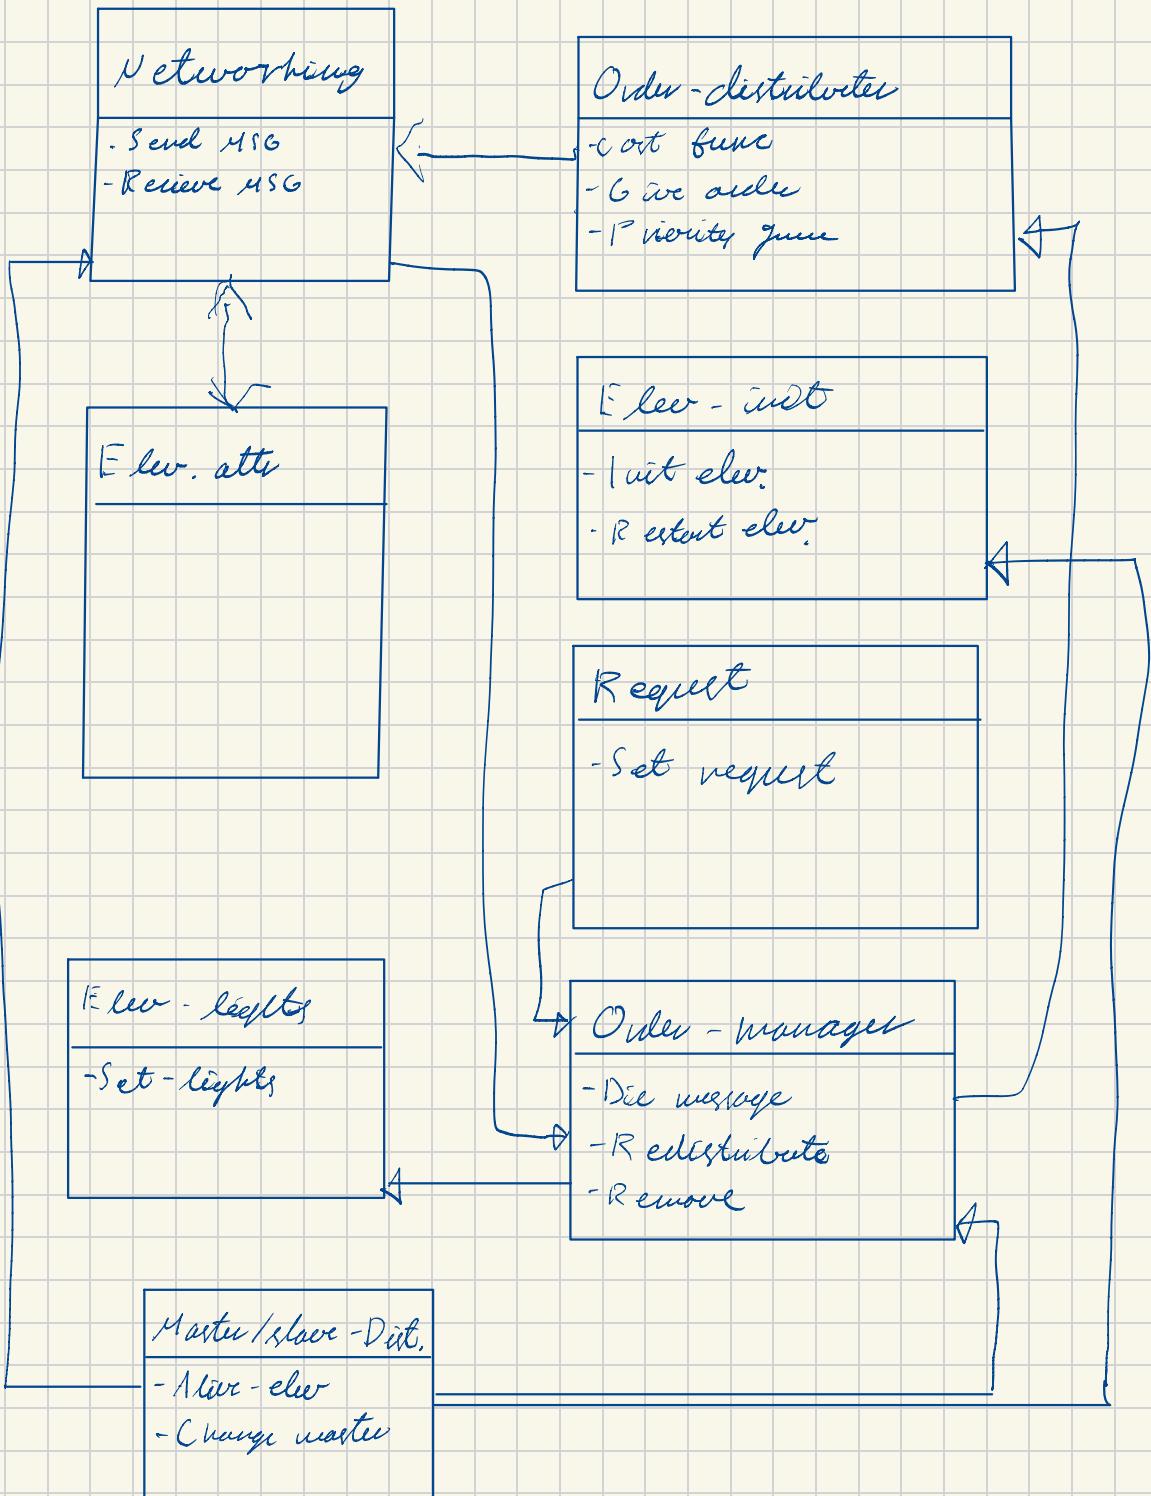 Networking
- Send MSG
- Recieve MSG
Order-distributer
- Cost func
- Give order
- Priority queue
Elev. attr
Elev - init
- Init elev.
- Restart elev.
Request
- Set request
Elev - lights
- Set - lights
Order - manager
- Die message
- Redistribute
- Remove
Master/slave - Dist.
- Alive - elev
- Change master